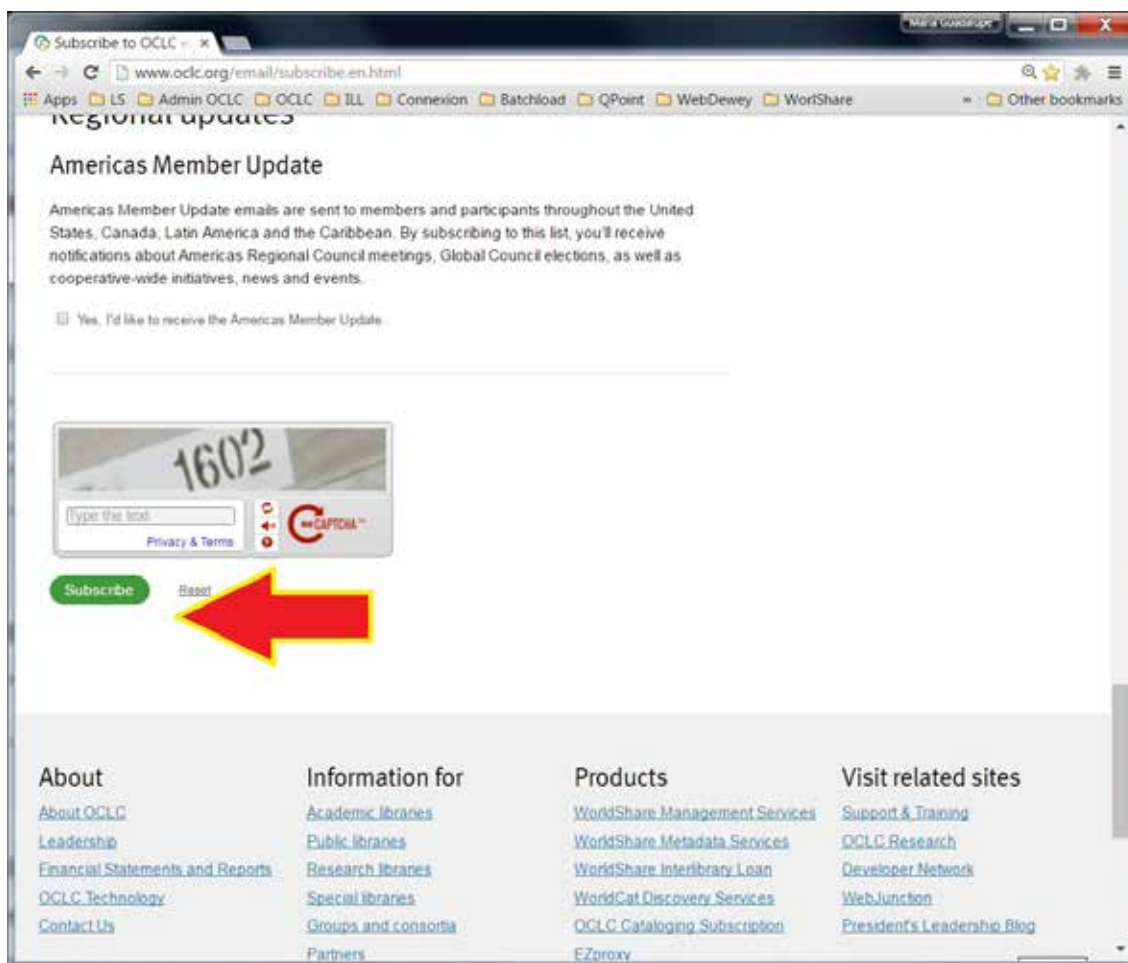 Maria Guadalupe
Subscribe to OCLC
www.oclc.org/email/subscribe.en.html
Apps LS Admin OCLC OCLC ILL Connexion Batchload QPoint WebDewey WorlShare » Other bookmarks
Regional updates
Americas Member Update
Americas Member Update emails are sent to members and participants throughout the United
States, Canada, Latin America and the Caribbean. By subscribing to this list, you'll receive
notifications about Americas Regional Council meetings, Global Council elections, as well as
cooperative-wide initiatives, news and events.
Yes, I'd like to receive the Americas Member Update.
1602
Type the text
Privacy & Terms
reCAPTCHA™
Subscribe Reset
About
About OCLC
Leadership
Financial Statements and Reports
OCLC Technology
Contact Us
Information for
Academic libraries
Public libraries
Research libraries
Special libraries
Groups and consortia
Partners
Products
WorldShare Management Services
WorldShare Metadata Services
WorldShare Interlibrary Loan
WorldCat Discovery Services
OCLC Cataloging Subscription
EZproxy
Visit related sites
Support & Training
OCLC Research
Developer Network
WebJunction
President's Leadership Blog